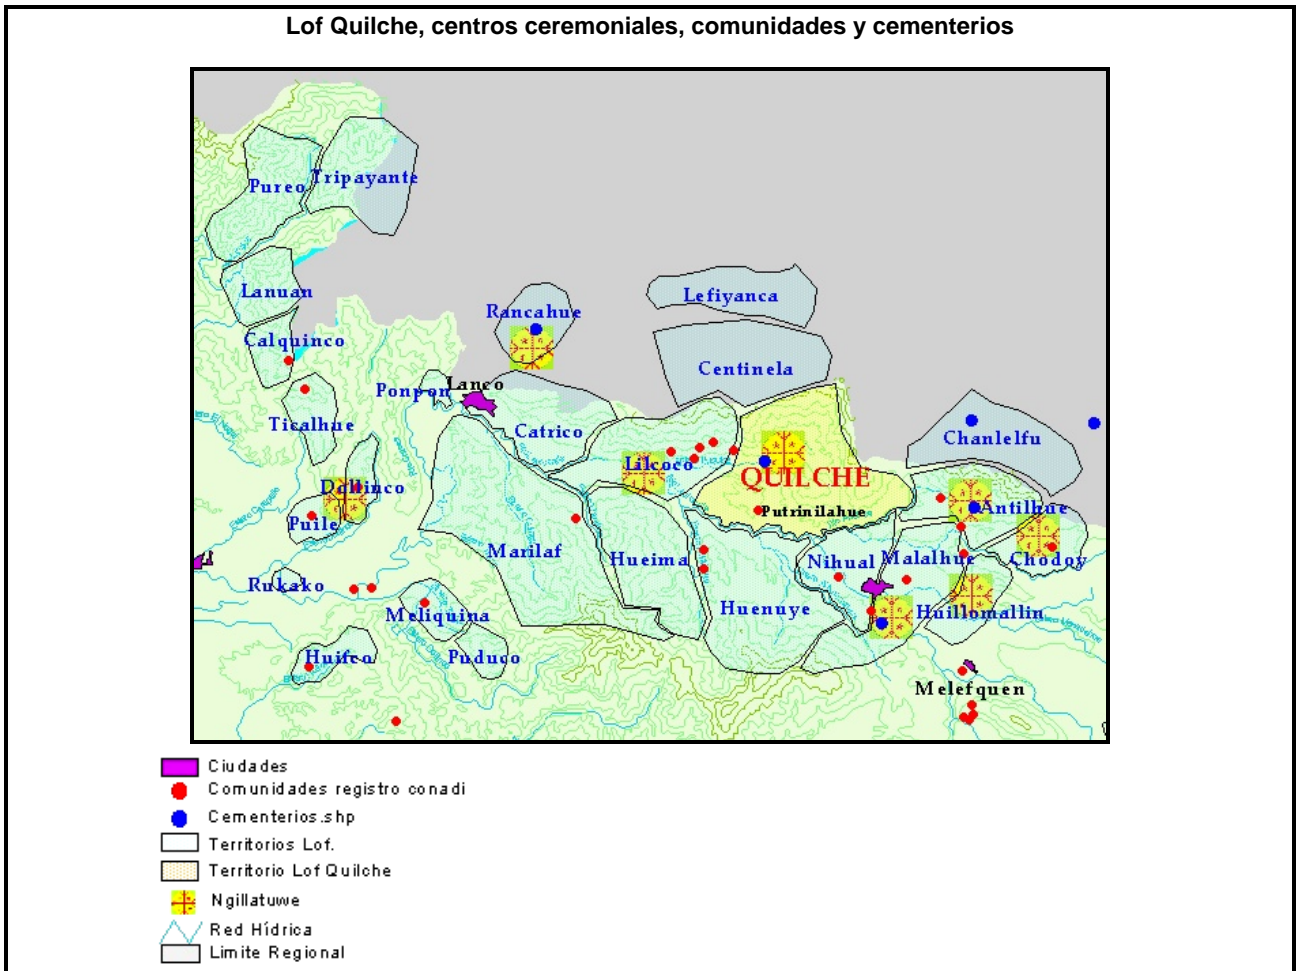 Lof Quilche, centros ceremoniales, comunidades y cementerios
Pureo
Tripayante
Lanuan
Calquinco
Rancahue
Lefiyanca
Centinela
Ponpon
Lanco
Ticalhue
Catrico
Lilcoco
QUILCHE
Putrinilahue
Chanlelfu
Antilhue
Dollinco
Puile
Marilaf
Hueima
Nihual
Malalhue
Chodoy
Rukako
Meliquina
Huenuye
Huillomallin
Huifco
Puduco
Melefquen
Ciudades
Comunidades registro conadi
Cementerios.shp
Territorios Lof.
Territorio Lof Quilche
Ngillatuwe
Red Hídrica
Limite Regional